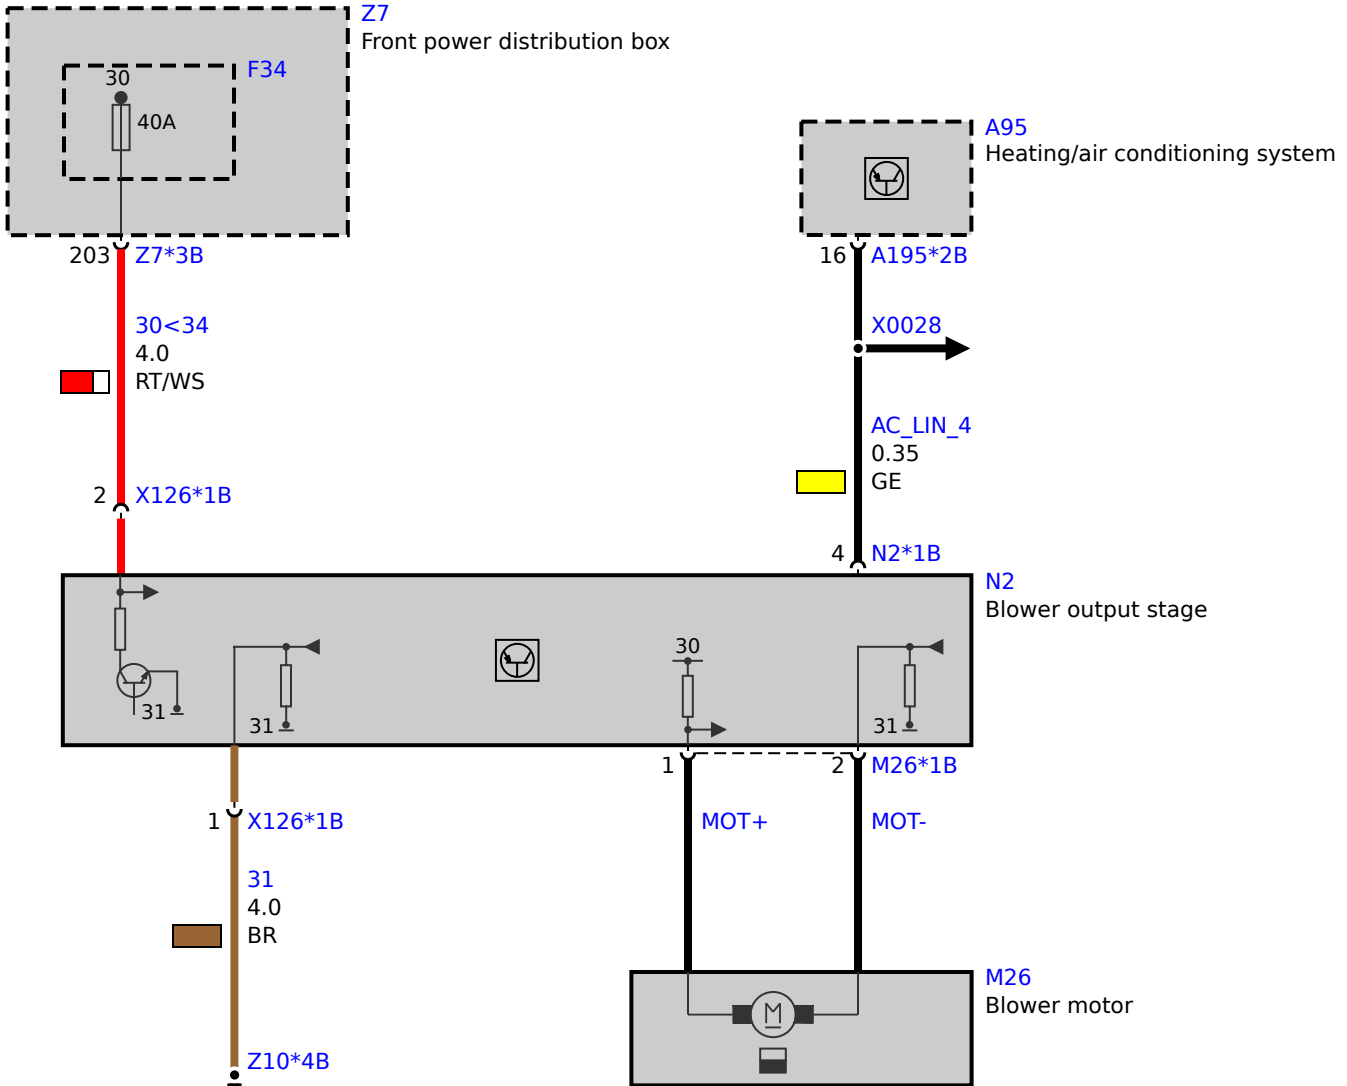 Z7
Front power distribution box
F34
30
40A
A95
Heating/air conditioning system
203 Z7*3B
16 A195*2B
30<34
4.0
RT/WS
X0028
AC_LIN_4
0.35
GE
2 X126*1B
4 N2*1B
N2
Blower output stage
30
31
31
31
1
2 M26*1B
1 X126*1B
MOT+
MOT-
31
4.0
BR
M26
Blower motor
M
Z10*4B